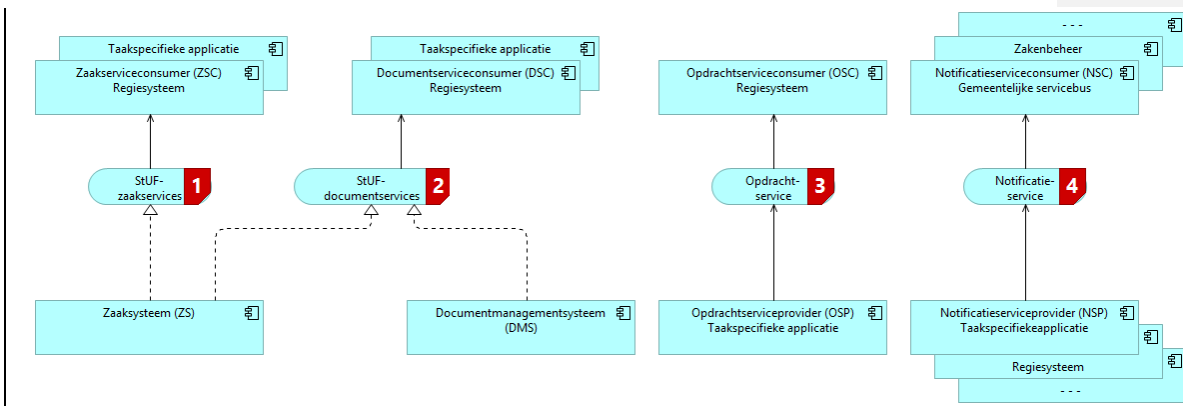 - - -
Taakspecifieke applicatie
Taakspecifieke applicatie
Zakenbeheer
Zaakserviceconsumer (ZSC)
Regiesysteem
Documentserviceconsumer (DSC)
Regiesysteem
Opdrachtserviceconsumer (OSC)
Regiesysteem
Notificatieserviceconsumer (NSC)
Gemeentelijke servicebus
StUF-
zaakservices
1
StUF-
documentservices
2
Opdracht-
service
3
Notificatie-
service
4
Zaaksysteem (ZS)
Documentmanagementsysteem
(DMS)
Opdrachtserviceprovider (OSP)
Taakspecifieke applicatie
Notificatieserviceprovider (NSP)
Taakspecifiekeapplicatie
Regiesysteem
- - -